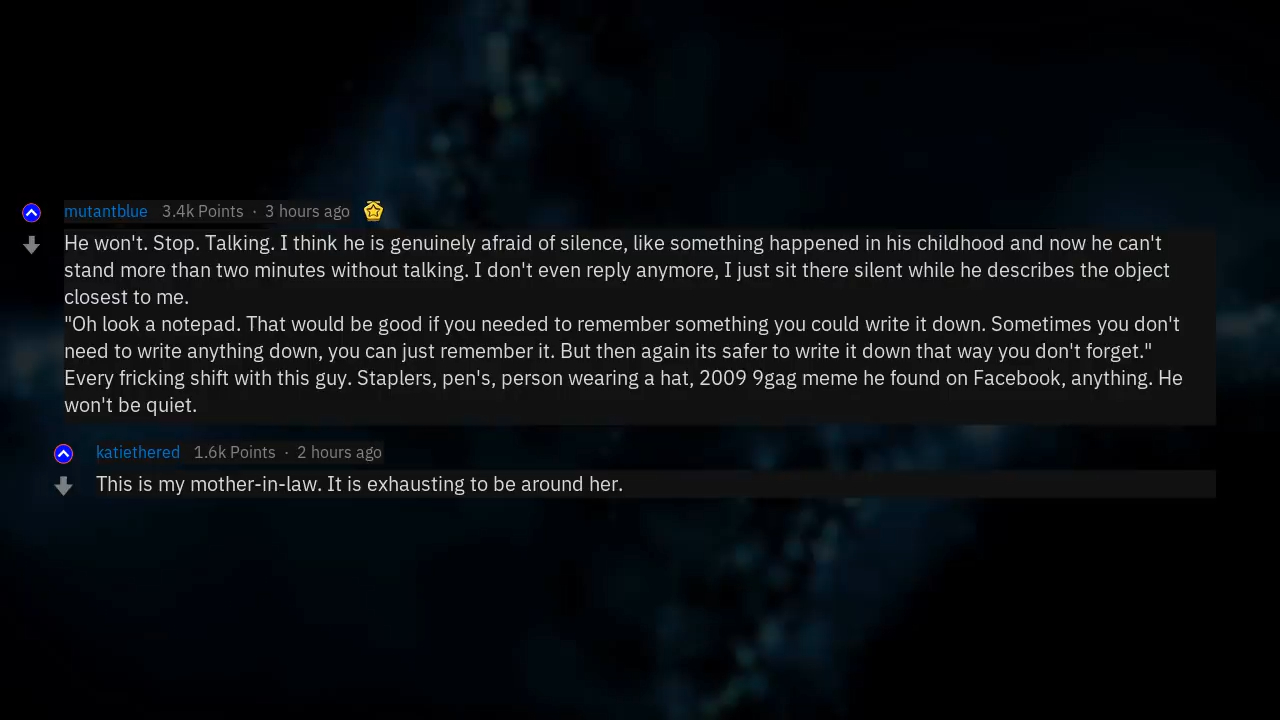 mutantblue 3.4k Points · 3 hours ago
He won't. Stop. Talking. I think he is genuinely afraid of silence, like something happened in his childhood and now he can't
stand more than two minutes without talking. I don't even reply anymore, I just sit there silent while he describes the object
closest to me.
"Oh look a notepad. That would be good if you needed to remember something you could write it down. Sometimes you don't
need to write anything down, you can just remember it. But then again its safer to write it down that way you don't forget."
Every fricking shift with this guy. Staplers, pen's, person wearing a hat, 2009 9gag meme he found on Facebook, anything. He
won't be quiet.
katiethered 1.6k Points · 2 hours ago
This is my mother-in-law. It is exhausting to be around her.